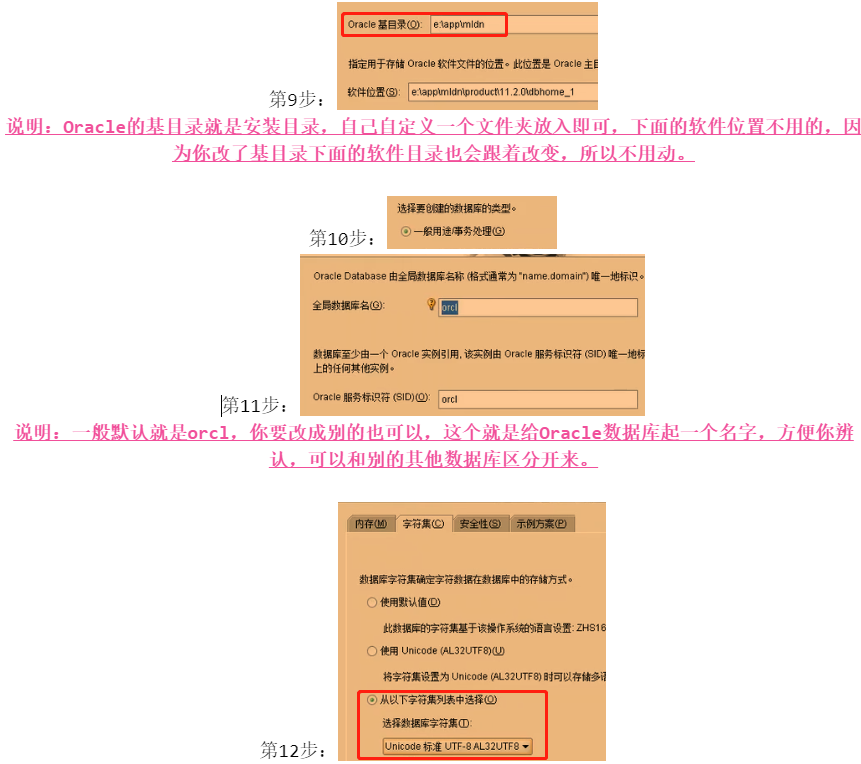 Oracle 基目录(O): e:\app\mldn
指定用于存储 Oracle 软件文件的位置。此位置是 Oracle 主目
软件位置(S): e:\app\mldn\product\11.2.0\dbhome_1
第9步：
说明：Oracle的基目录就是安装目录，自己自定义一个文件夹放入即可，下面的软件位置不用的，因
为你改了基目录下面的软件目录也会跟着改变，所以不用动。
选择要创建的数据库的类型。
一般用途/事务处理(G)
第10步：
Oracle Database 由全局数据库名称 (格式通常为 "name.domain") 唯一地标识。
全局数据库名(G): orcl
数据库至少由一个 Oracle 实例引用, 该实例由 Oracle 服务标识符 (SID) 唯一地标
上的任何其他实例。
Oracle 服务标识符 (SID)(O): orcl
第11步：
说明：一般默认就是orcl，你要改成别的也可以，这个就是给Oracle数据库起一个名字，方便你辨
认，可以和别的其他数据库区分开来。
内存(M) 字符集(C) 安全性(S) 示例方案(P)
数据库字符集确定字符数据在数据库中的存储方式。
使用默认值(D)
此数据库的字符集基于该操作系统的语言设置: ZHS16
使用 Unicode (AL32UTF8)(U)
将字符集设置为 Unicode (AL32UTF8) 时可以存储多语
从以下字符集列表中选择(O)
选择数据库字符集(T):
Unicode 标准 UTF-8 AL32UTF8
第12步：